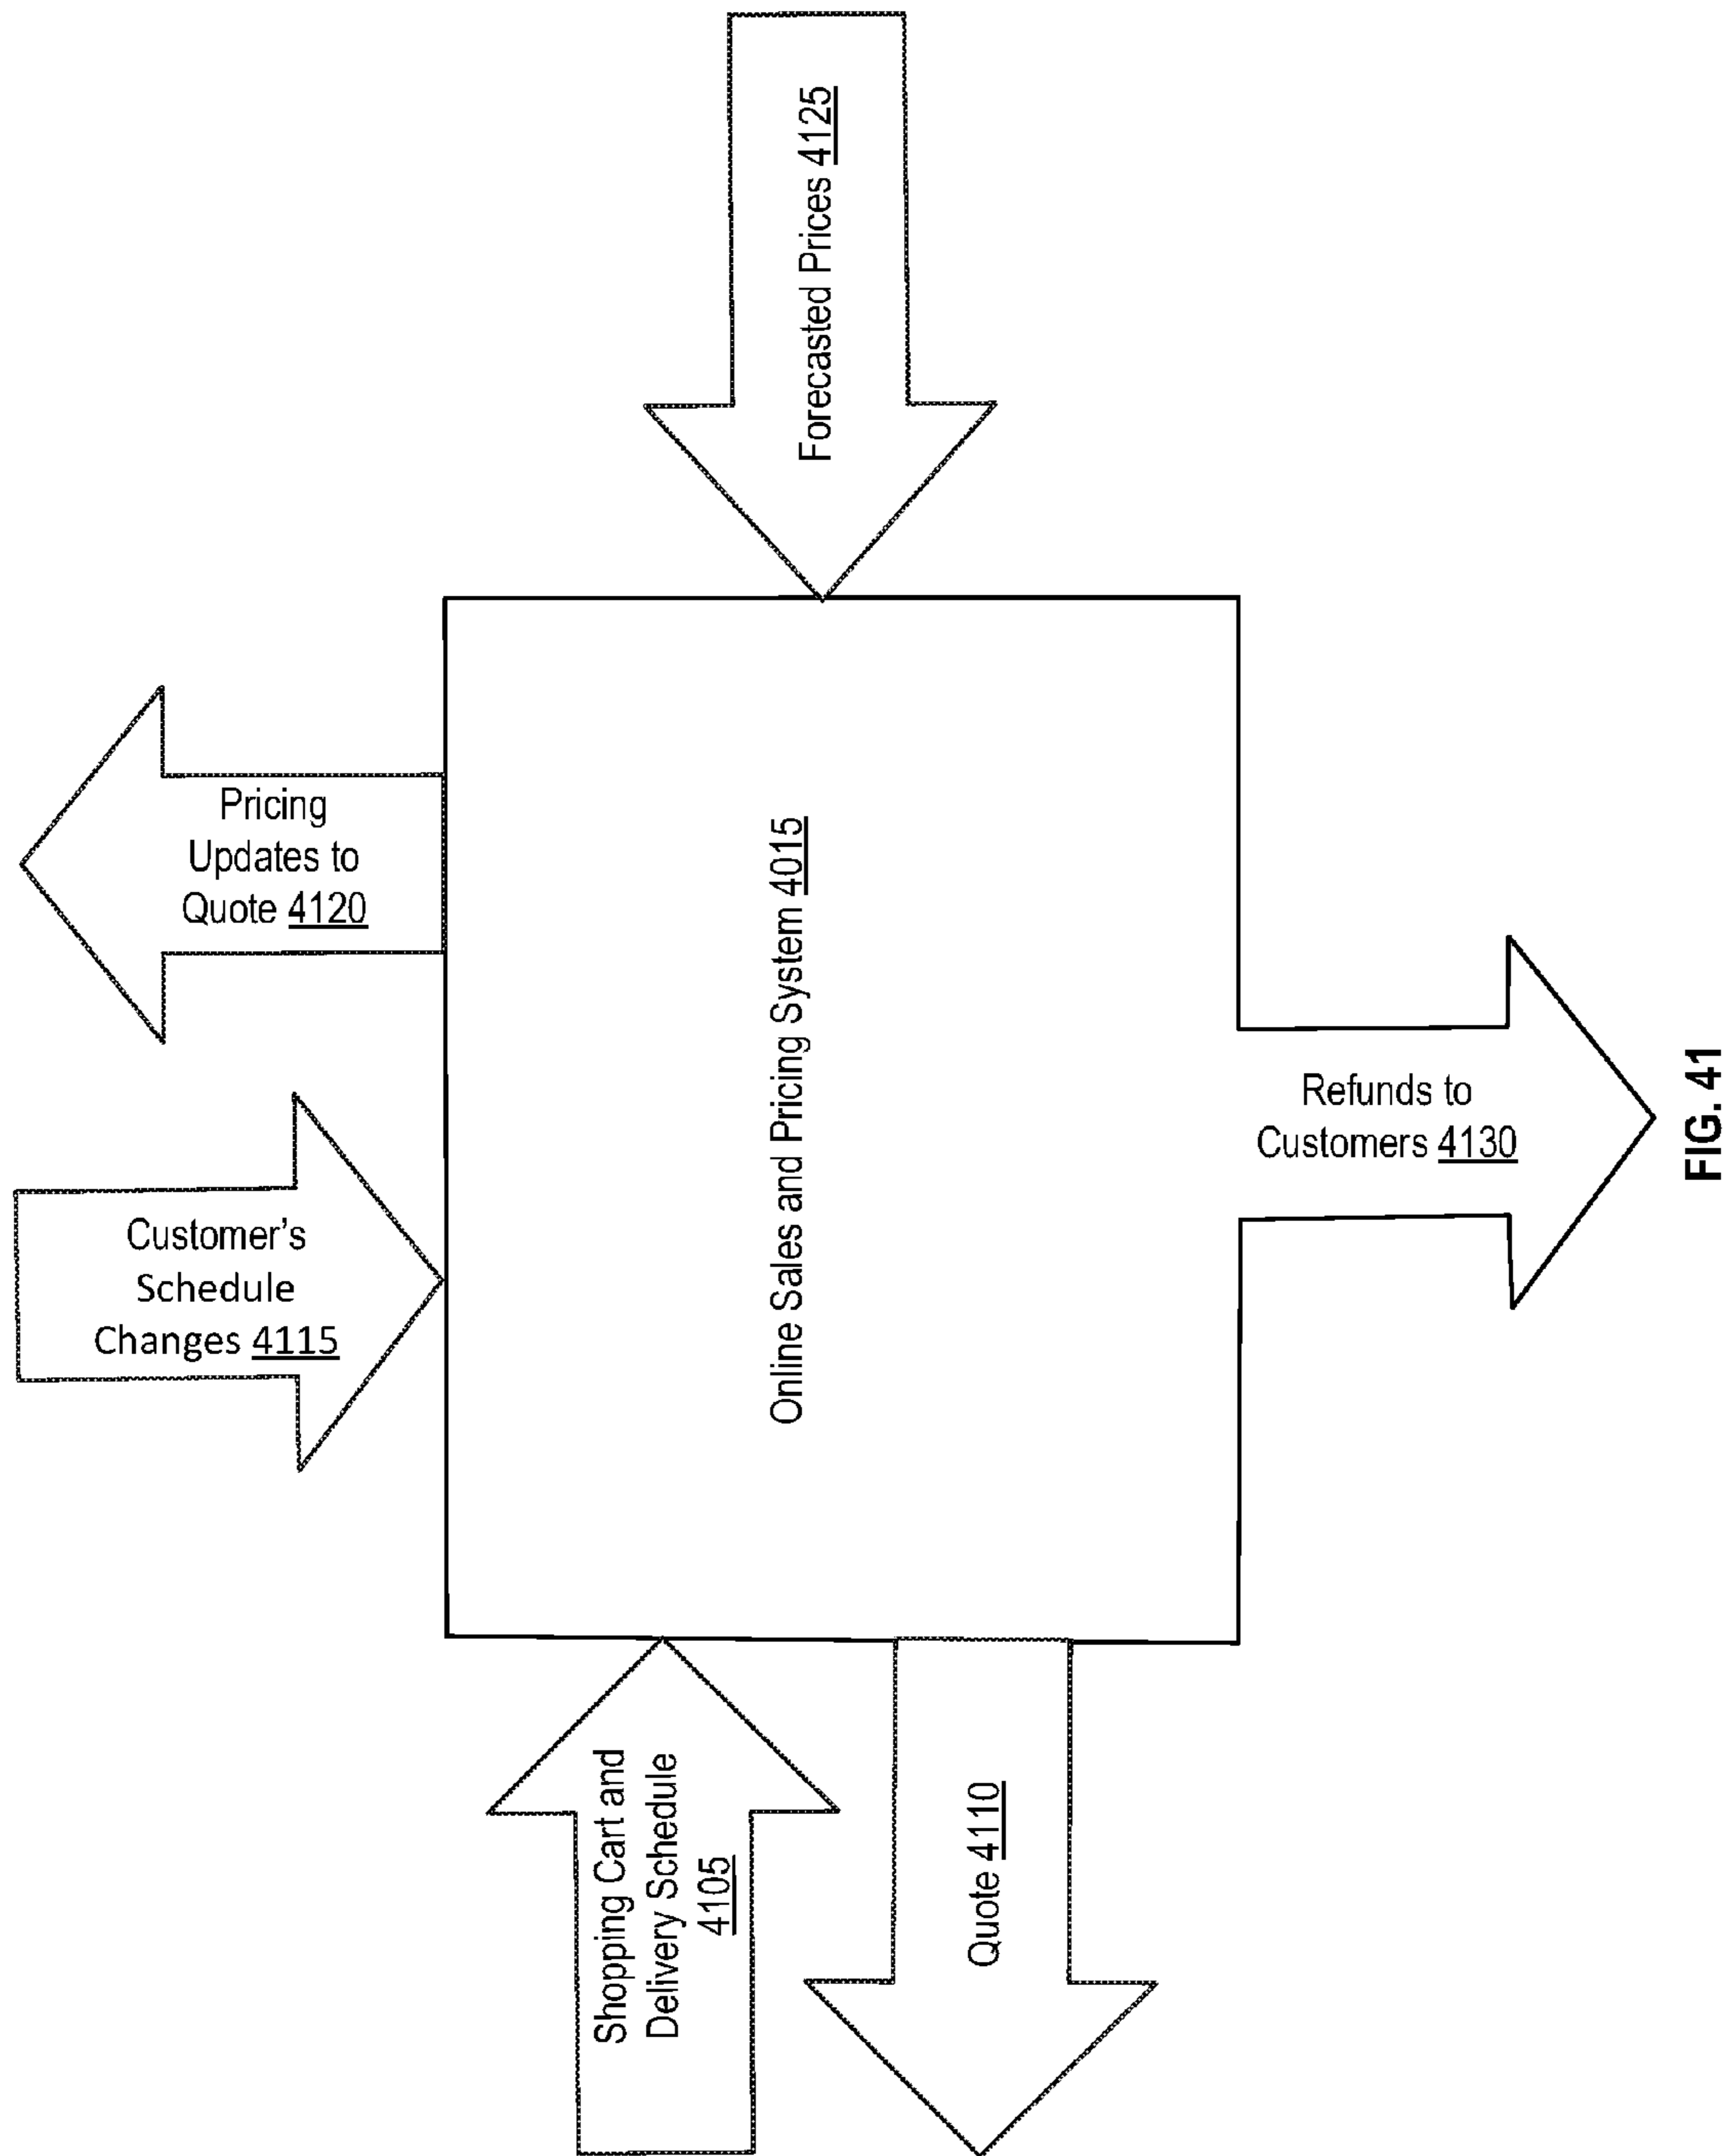 Pricing
Updates to
Quote 4120
Customer’s
Schedule
Changes 4115
Forecasted Prices 4125
Online Sales and Pricing System 4015
Shopping Cart and
Delivery Schedule
4105
Quote 4110
Refunds to
Customers 4130
FIG. 41